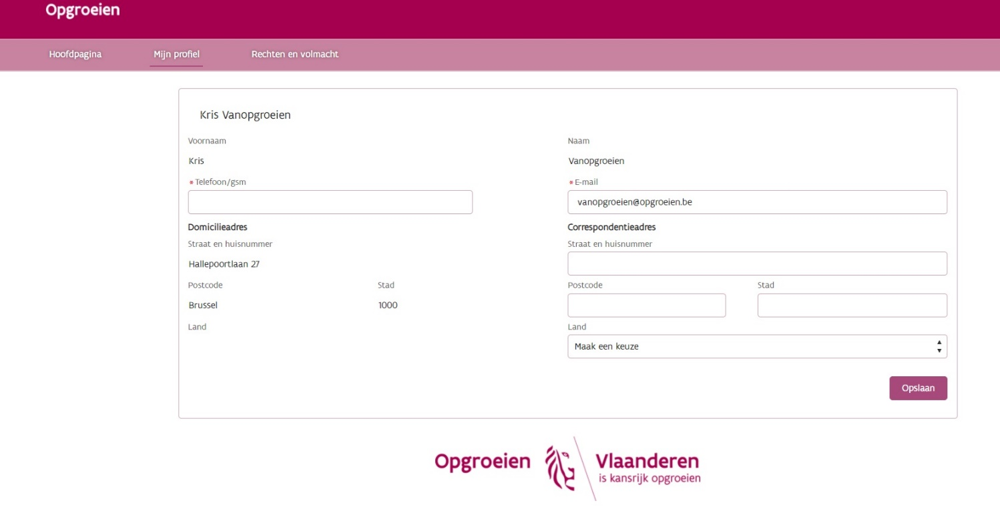 Opgroeien
Hoofdpagina Mijn profiel Rechten en volmacht
Kris Vanopgroeien
Voornaam Naam
Kris Vanopgroeien
* Telefoon/gsm * E-mail
vanopgroeien@opgroeien.be
Domicilieadres Correspondentieadres
Straat en huisnummer Straat en huisnummer
Hallepoortlaan 27
Postcode Stad Postcode Stad
Brussel 1000
Land Land
Maak een keuze
Opslaan
Opgroeien Vlaanderen
is kansrijk opgroeien